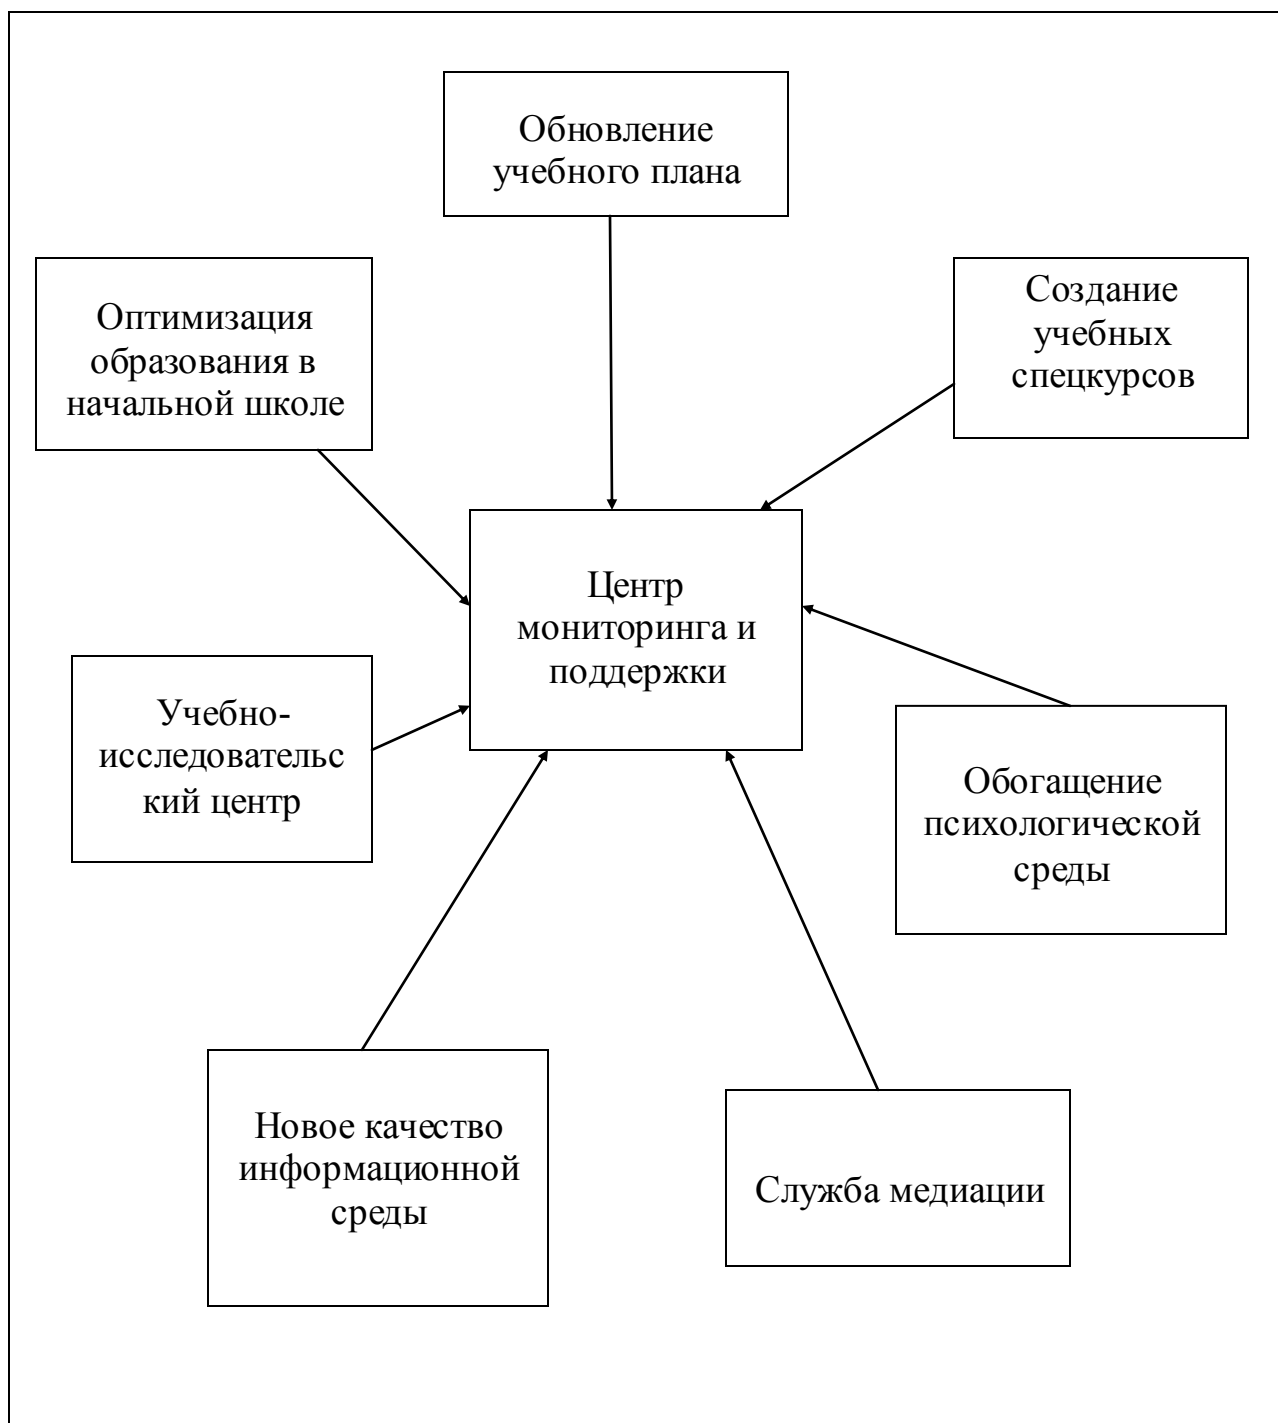 Обновление
учебного плана
Оптимизация
образования в
начальной школе
Создание
учебных
спецкурсов
Центр
мониторинга и
поддержки
Учебно-
исследовательс
кий центр
Обогащение
психологической
среды
Новое качество
информационной
среды
Служба медиации